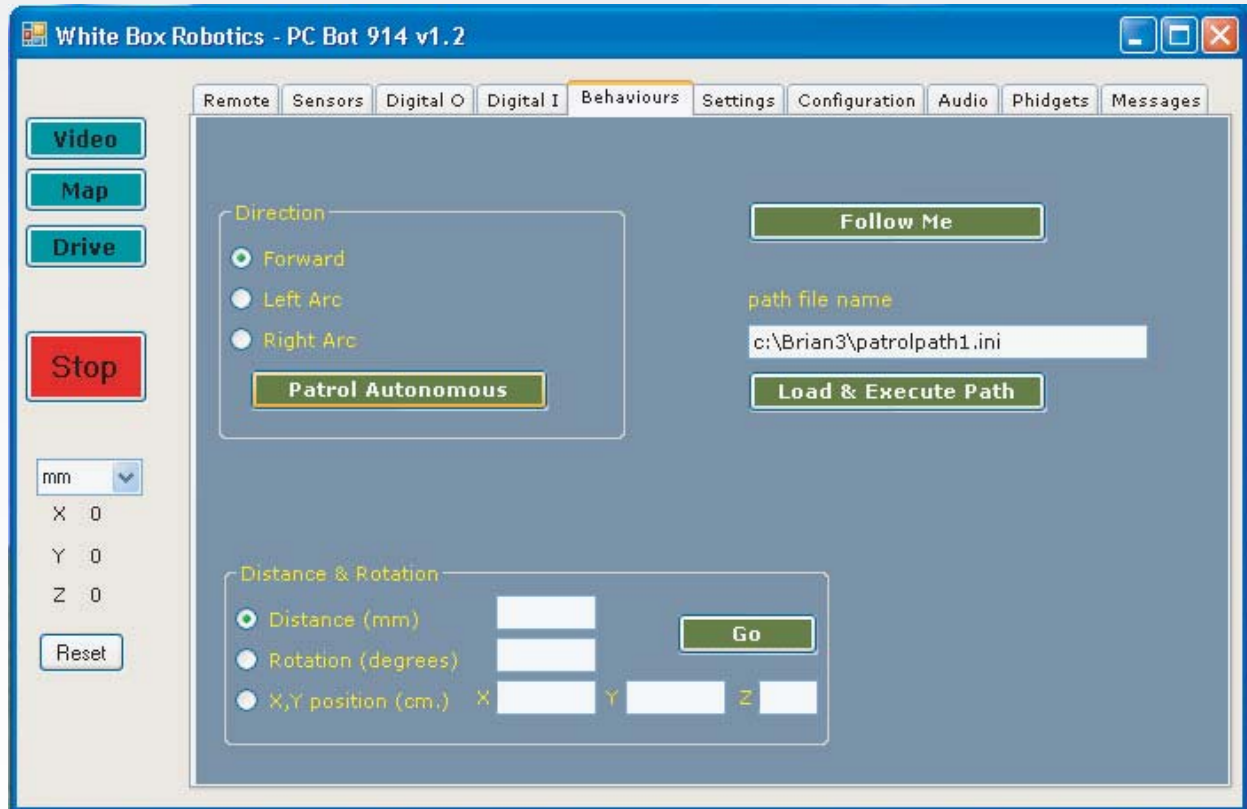 White Box Robotics - PC Bot 914 v1.2
Remote Sensors Digital O Digital I Behaviours Settings Configuration Audio Phidgets Messages
Video
Map
Drive
Stop
mm
X 0
Y 0
Z 0
Reset
Direction
Forward
Left Arc
Right Arc
Patrol Autonomous
Follow Me
path file name
c:\Brian3\patrolpath1.ini
Load & Execute Path
Distance & Rotation
Distance (mm)
Rotation (degrees)
X,Y position (cm.) X Y Z
Go